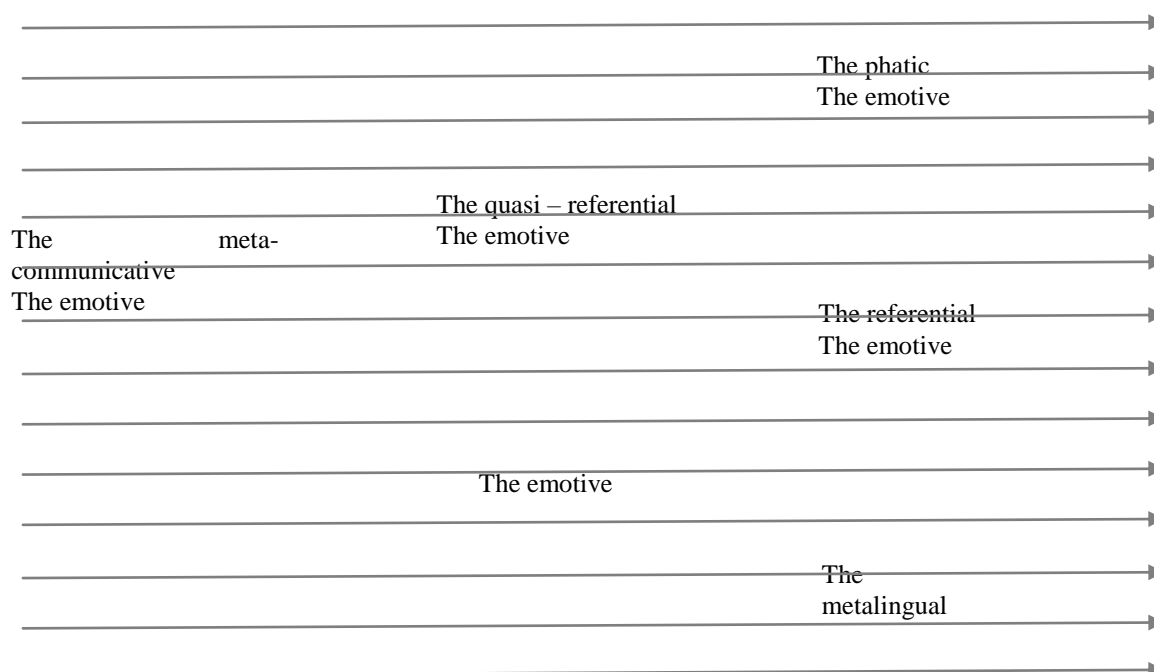 The phatic
The emotive
The quasi – referential
The emotive
The meta-
communicative
The emotive
The referential
The emotive
The emotive
The
metalingual